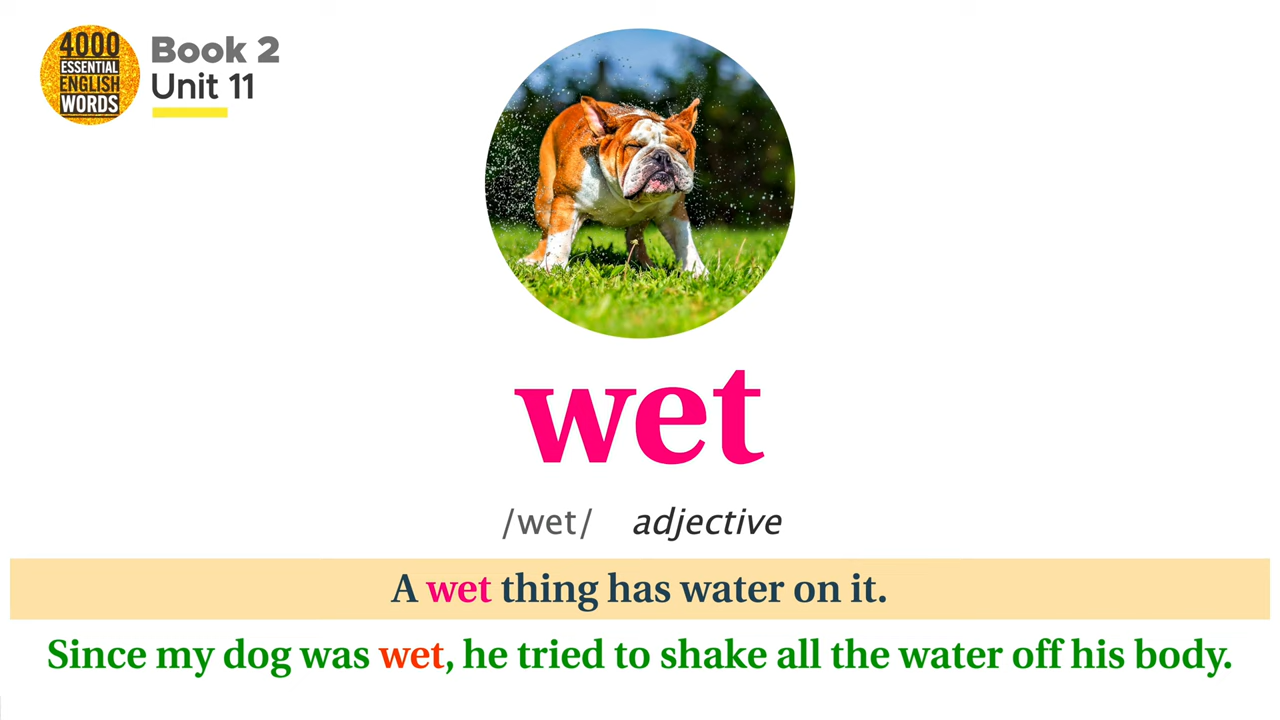 4000
ESSENTIAL
ENGLISH
WORDS
Book 2
Unit 11
wet
/wet/ adjective
A wet thing has water on it.
Since my dog was wet, he tried to shake all the water off his body.